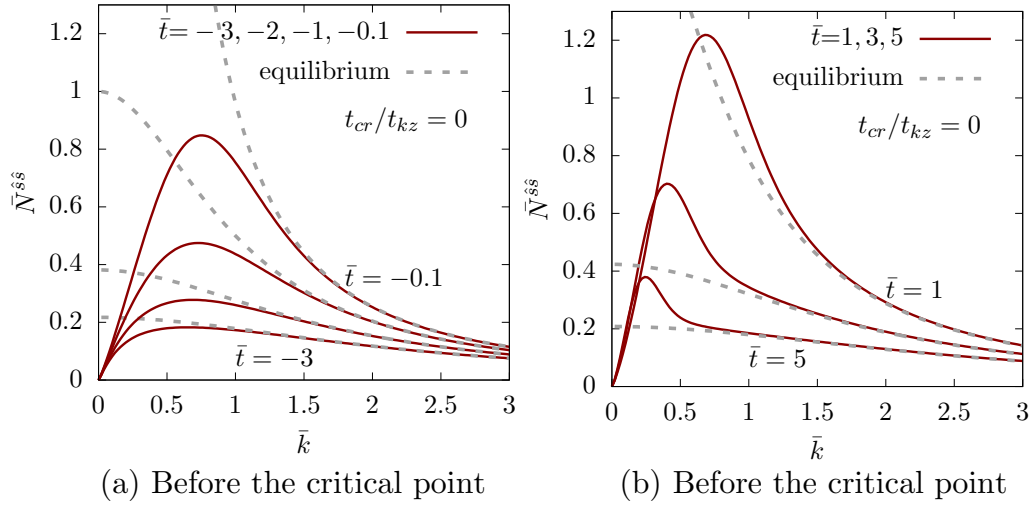 1.2
1
0.8
0.6
0.4
0.2
0
N̄^ŝŝ
t̄= −3, −2, −1, −0.1
equilibrium
t_cr/t_kz = 0
t̄= −0.1
t̄= −3
0 0.5 1 1.5 2 2.5 3
k̄
(a) Before the critical point
1.2
1.0
0.8
0.6
0.4
0.2
0
N̄^ŝŝ
t̄=1, 3, 5
equilibrium
t_cr/t_kz = 0
t̄ = 1
t̄ = 5
0 0.5 1 1.5 2 2.5 3
k̄
(b) Before the critical point